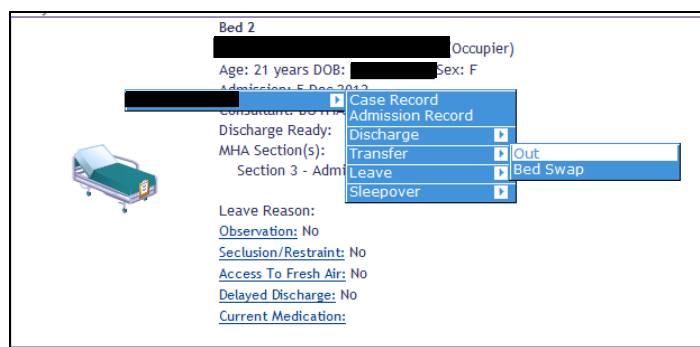 Bed 2
(Occupier)
Age: 21 years DOB: Sex: F
Admission: 5 Dec 2012
Case Record
Admission Record
Discharge Ready:
Discharge
MHA Section(s):
Transfer
Out
Section 3 - Admi
Leave
Bed Swap
Sleepover
Leave Reason:
Observation: No
Seclusion/Restraint: No
Access To Fresh Air: No
Delayed Discharge: No
Current Medication: